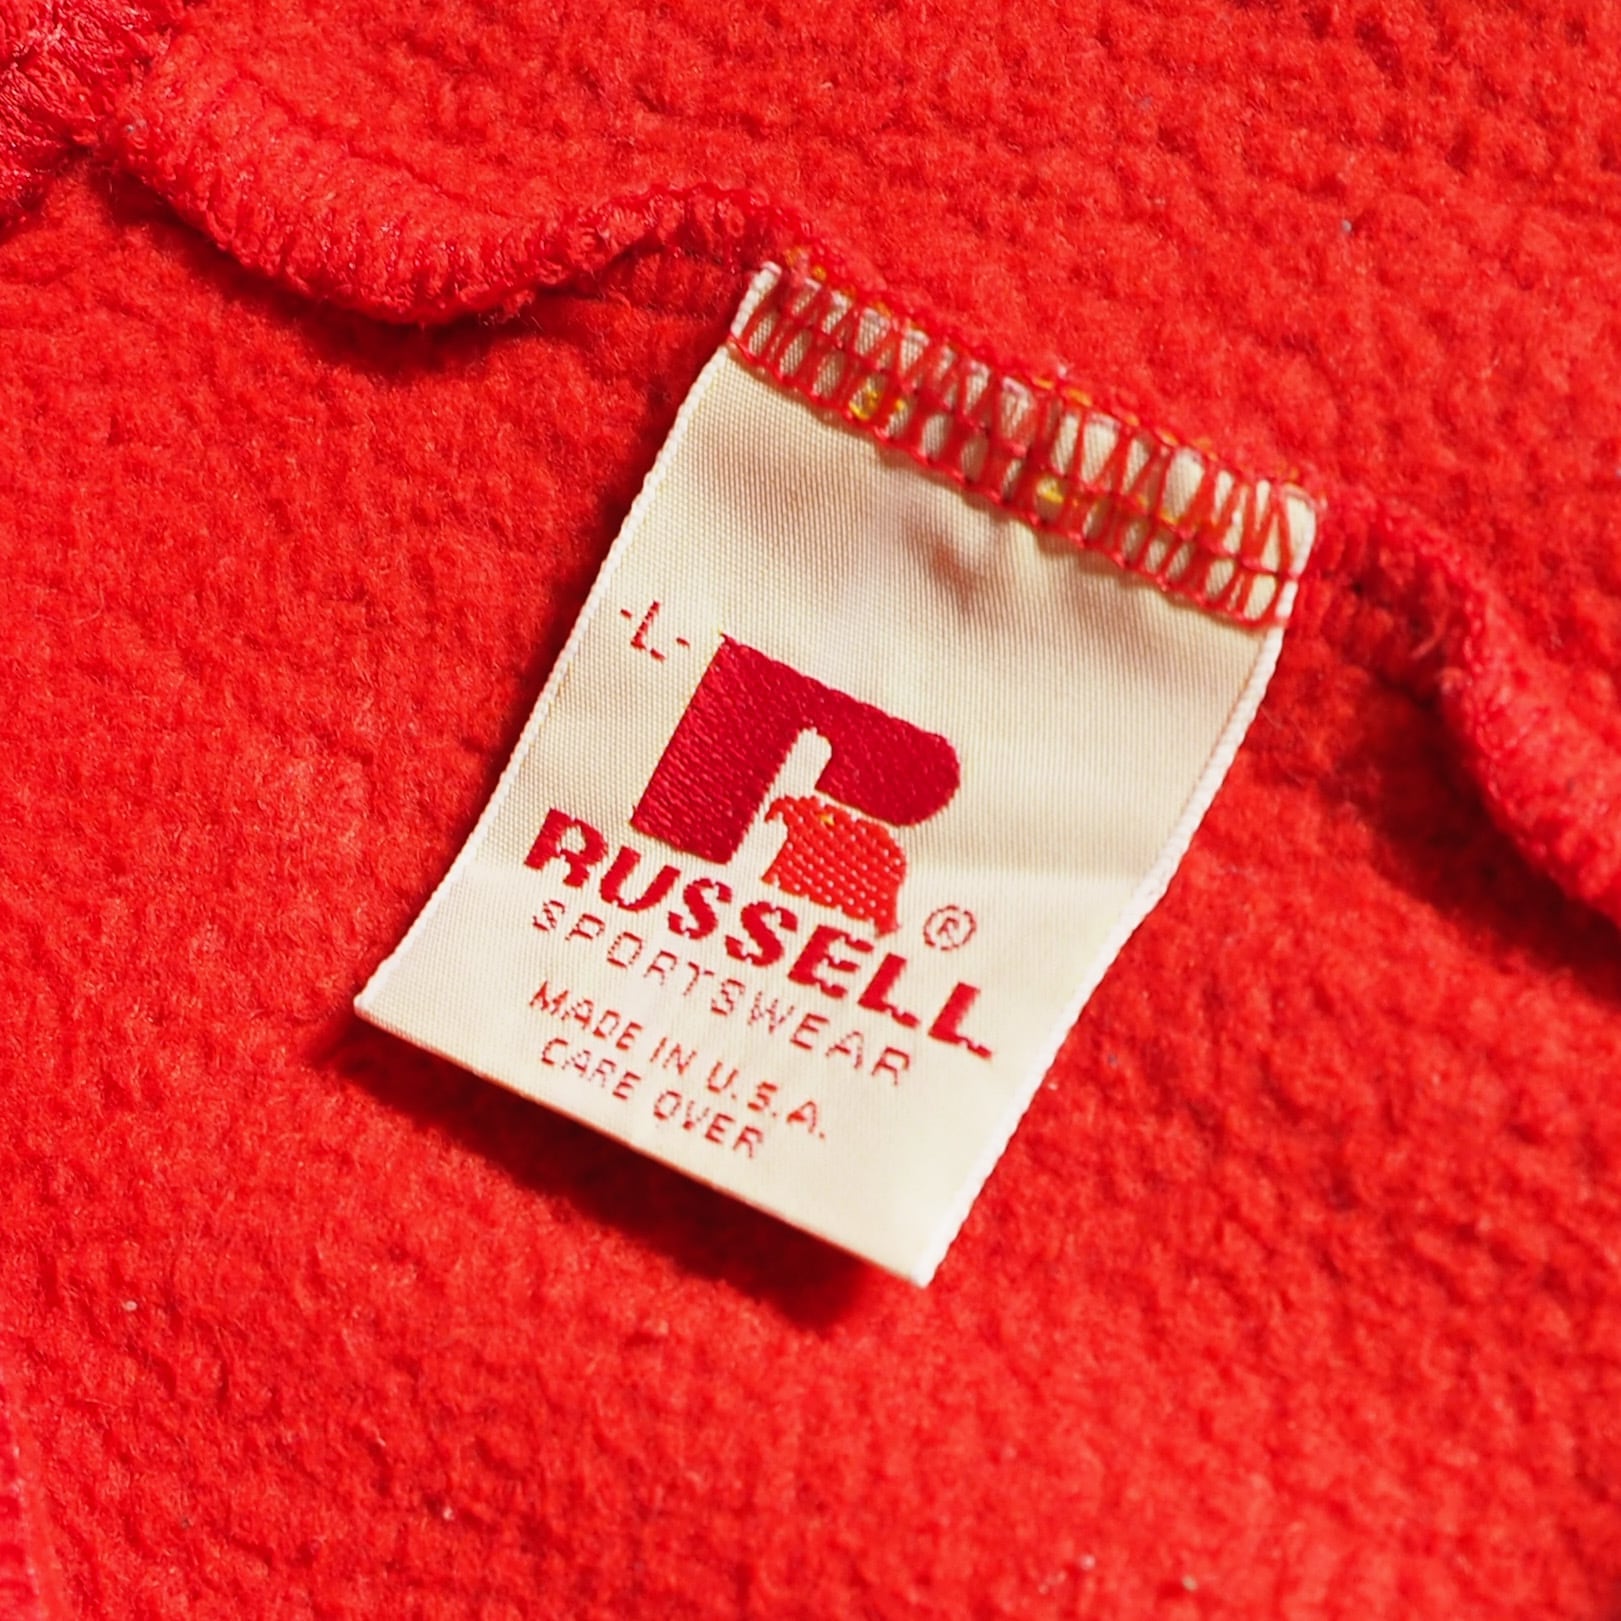 -L-
R
RUSSELL®
SPORTSWEAR
MADE IN U.S.A.
CARE OVER